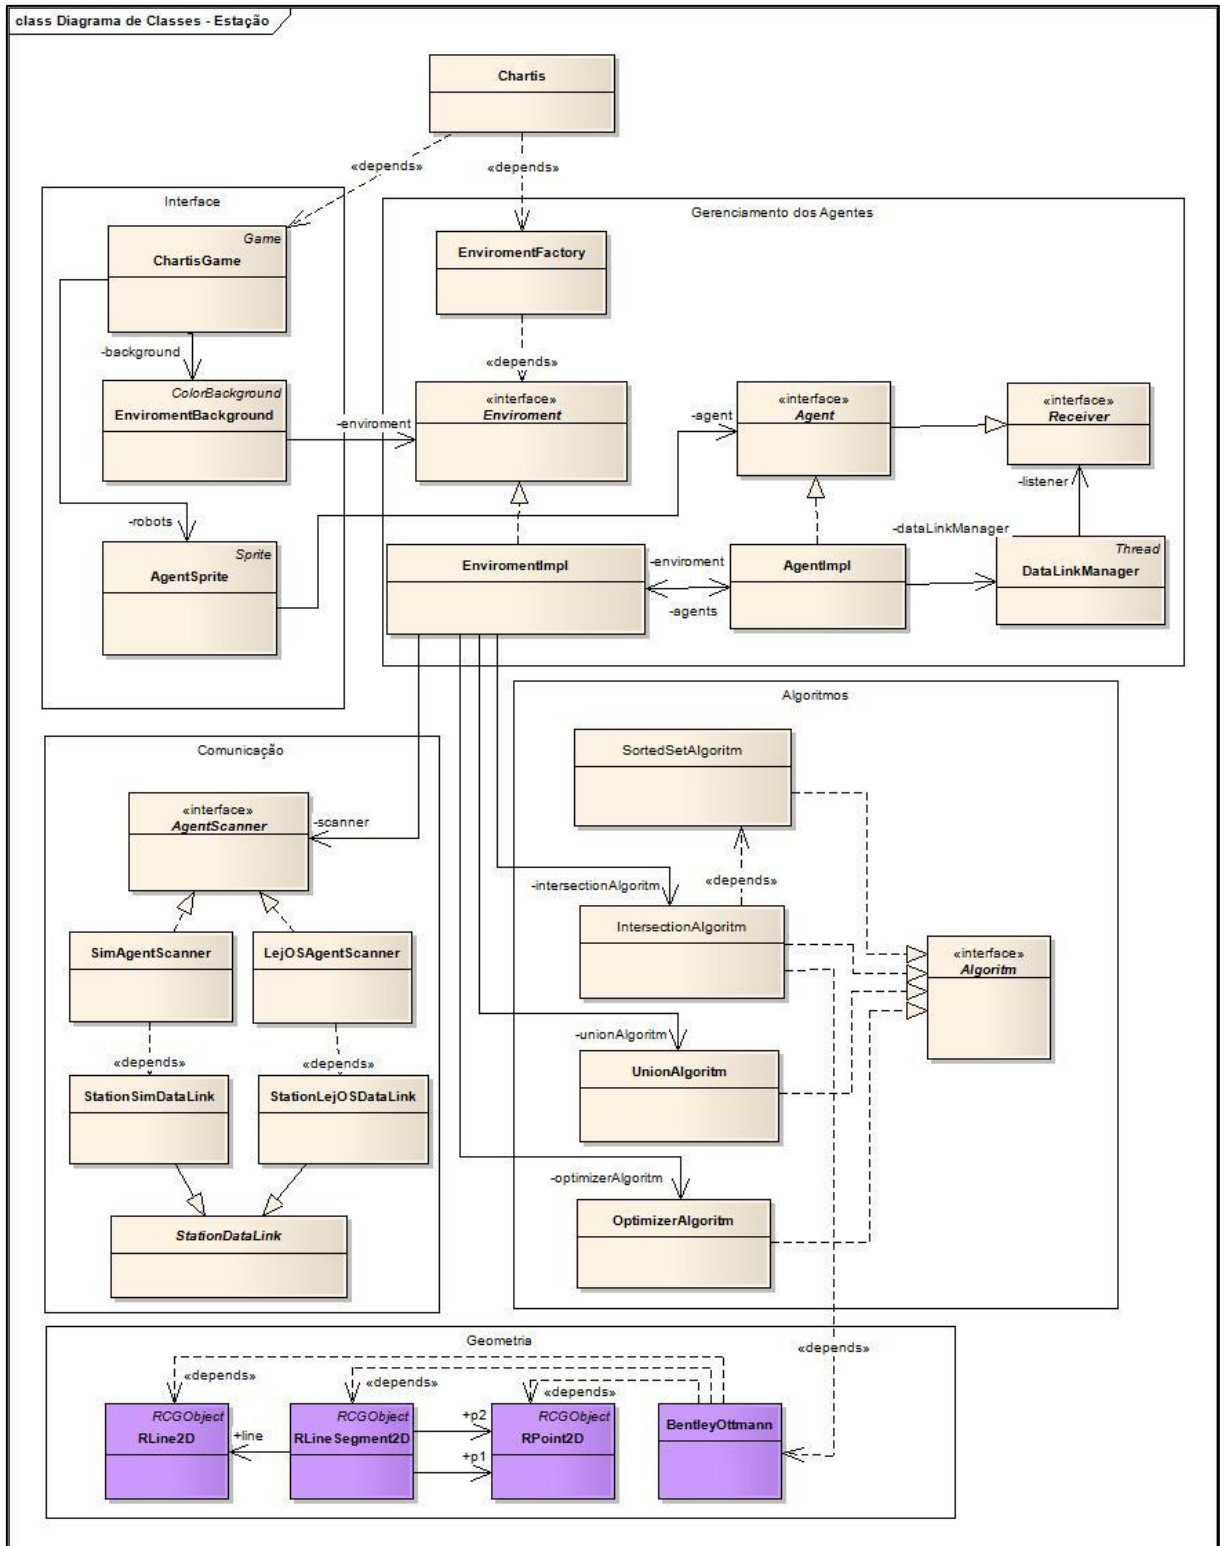 class Diagrama de Classes - Estação
Chartis
«depends»
«depends»
Interface
Gerenciamento dos Agentes
Game
ChartisGame
EnviromentFactory
-background
«depends»
ColorBackground
EnviromentBackground
-enviroment
«interface»
Enviroment
-agent
«interface»
Agent
«interface»
Receiver
-listener
-robots
-dataLinkManager
Sprite
AgentSprite
EnviromentImpl
-enviroment
-agents
AgentImpl
Thread
DataLinkManager
Algoritmos
Comunicação
SortedSetAlgoritm
«interface»
AgentScanner
-scanner
-intersectionAlgoritm
«depends»
IntersectionAlgoritm
SimAgentScanner
LejOSAgentScanner
«interface»
Algoritm
-unionAlgoritm
«depends»
«depends»
UnionAlgoritm
StationSimDataLink
StationLejOSDataLink
-optimizerAlgoritm
OptimizerAlgoritm
StationDataLink
Geometria
«depends»
«depends»
«depends»
«depends»
RCGObject
RLine2D
+line
RCGObject
RLineSegment2D
+p2
+p1
RCGObject
RPoint2D
BentleyOttmann